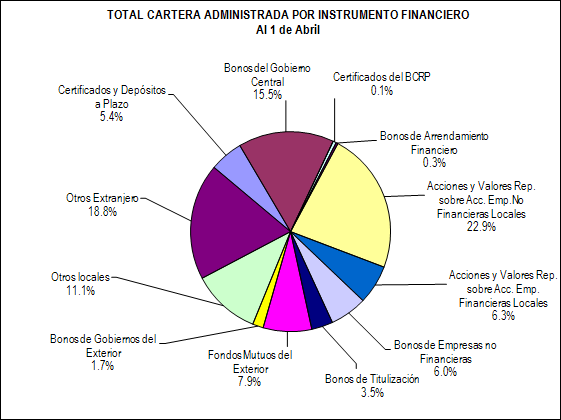 TOTAL CARTERA ADMINISTRADA POR INSTRUMENTO FINANCIERO
Al 1 de Abril
Bonos del Gobierno
Central
15.5%
Certificados del BCRP
0.1%
Bonos de Arrendamiento
Financiero
0.3%
Acciones y Valores Rep.
sobre Acc. Emp.No
Financieras Locales
22.9%
Acciones y Valores Rep.
sobre Acc. Emp.
Financieras Locales
6.3%
Bonos de Empresas no
Financieras
6.0%
Bonos de Titulización
3.5%
Fondos Mutuos del
Exterior
7.9%
Bonos de Gobiernos del
Exterior
1.7%
Otros locales
11.1%
Otros Extranjero
18.8%
Certificados y Depósitos
a Plazo
5.4%